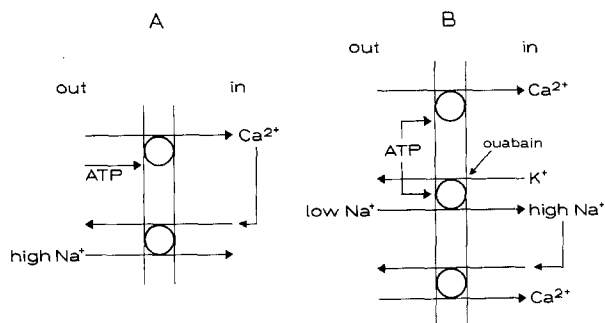 A
out
in
Ca²⁺
ATP
high Na⁺
B
out
in
Ca²⁺
ATP
ouabain
K⁺
low Na⁺
high Na⁺
Ca²⁺